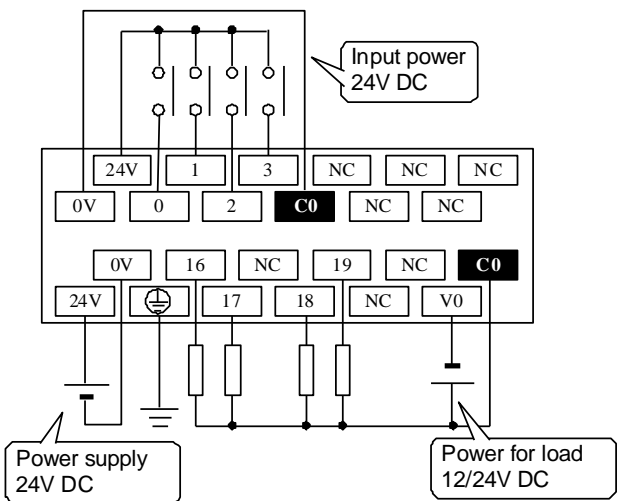 Input power
24V DC
24V 1 3 NC NC NC
0V 0 2 C0 NC NC
0V 16 NC 19 NC C0
24V 17 18 NC V0
Power supply
24V DC
Power for load
12/24V DC